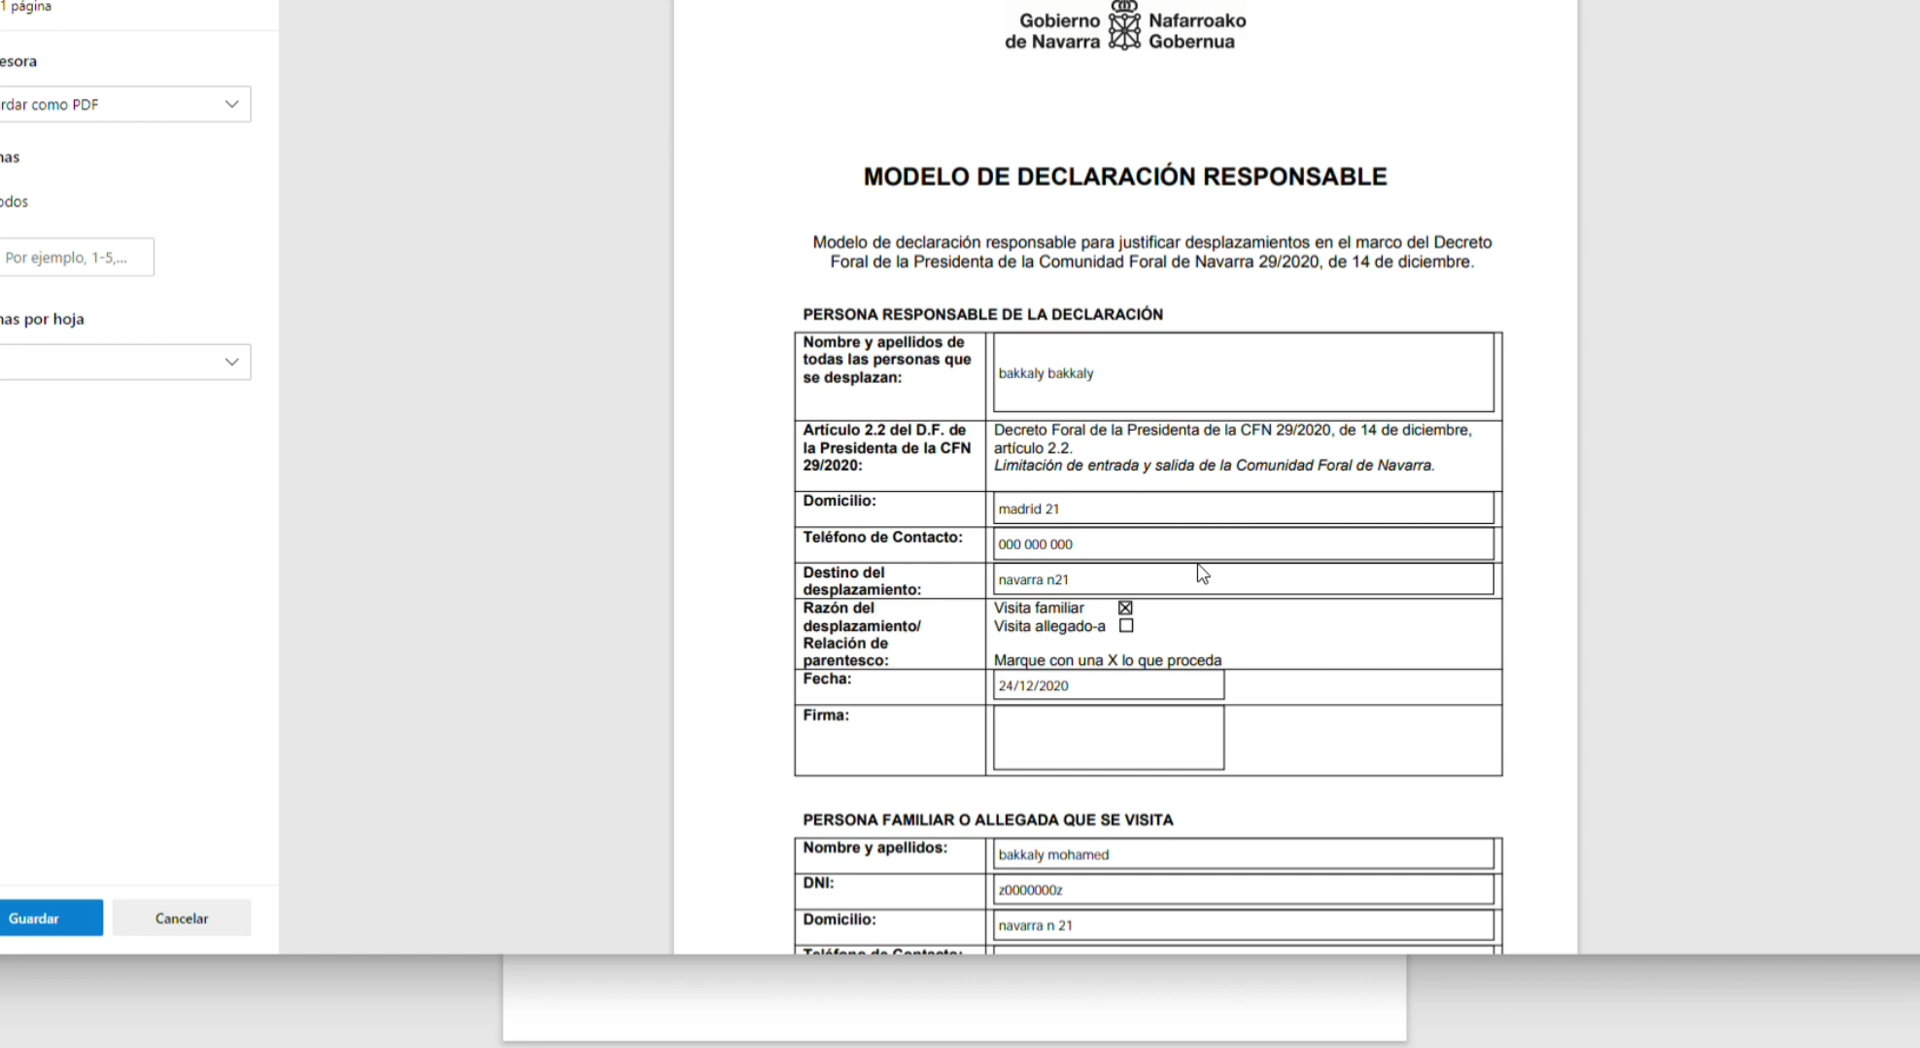 1 página
esora
rdar como PDF
nas
odos
Por ejemplo, 1-5,...
nas por hoja
Guardar
Cancelar
Gobierno de Navarra
Nafarroako Gobernua
MODELO DE DECLARACIÓN RESPONSABLE
Modelo de declaración responsable para justificar desplazamientos en el marco del Decreto
Foral de la Presidenta de la Comunidad Foral de Navarra 29/2020, de 14 de diciembre.
PERSONA RESPONSABLE DE LA DECLARACIÓN
Nombre y apellidos de
todas las personas que
se desplazan:
bakkaly bakkaly
Artículo 2.2 del D.F. de
la Presidenta de la CFN
29/2020:
Decreto Foral de la Presidenta de la CFN 29/2020, de 14 de diciembre,
artículo 2.2.
Limitación de entrada y salida de la Comunidad Foral de Navarra.
Domicilio:
madrid 21
Teléfono de Contacto:
000 000 000
Destino del
desplazamiento:
navarra n21
Razón del
desplazamiento/
Relación de
parentesco:
Visita familiar ☒
Visita allegado-a ☐
Marque con una X lo que proceda
Fecha:
24/12/2020
Firma:
PERSONA FAMILIAR O ALLEGADA QUE SE VISITA
Nombre y apellidos:
bakkaly mohamed
DNI:
z0000000z
Domicilio:
navarra n 21
Teléfono de Contacto: